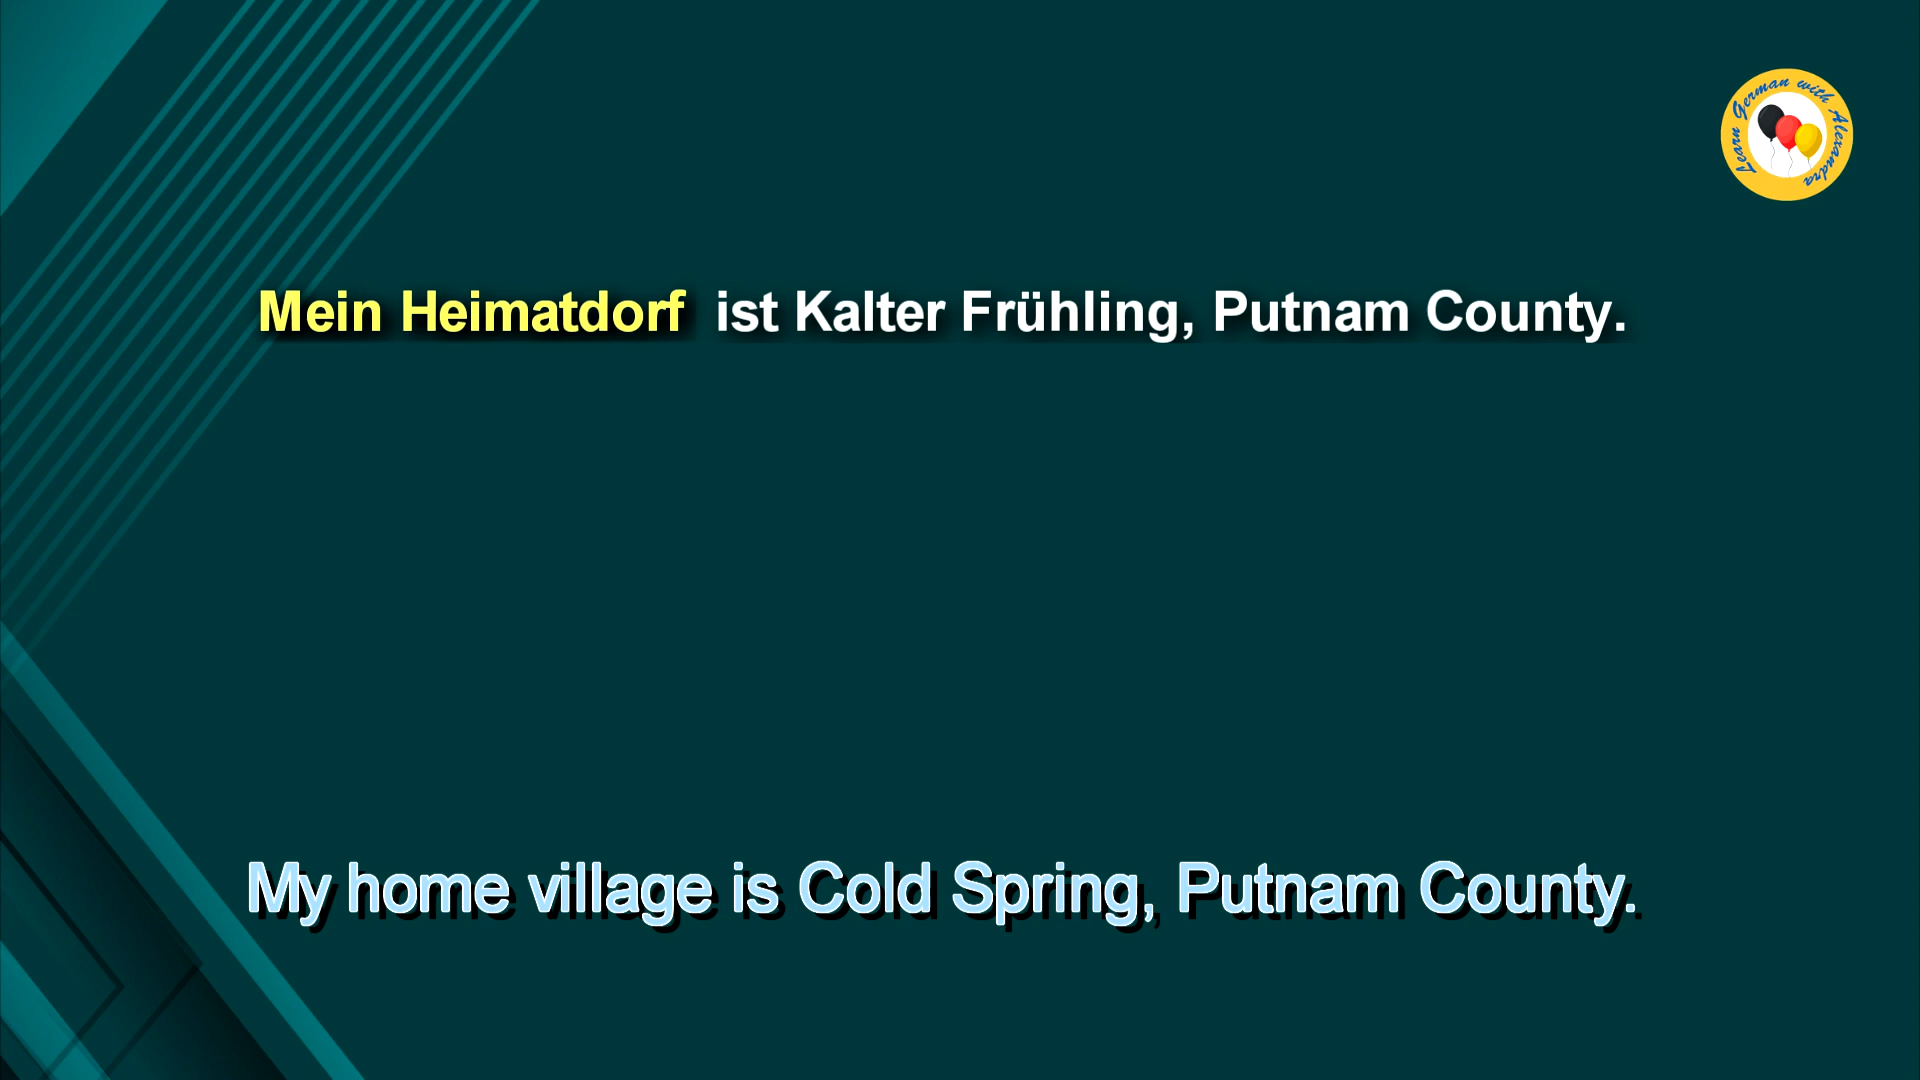 Learn German with Alexandra
Mein Heimatdorf ist Kalter Frühling, Putnam County.
My home village is Cold Spring, Putnam County.